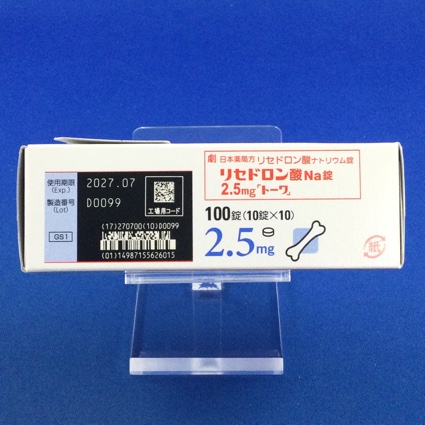 使用期限
(Exp.)
2027.07
製造番号
(Lot)
D0099
工場用コード
GS1
(17)270700(10)D0099
(01)14987155626015
劇 日本薬局方 リセドロン酸ナトリウム錠
リセドロン酸Na錠
2.5mg「トーワ」
100錠(10錠×10)
2.5mg
紙